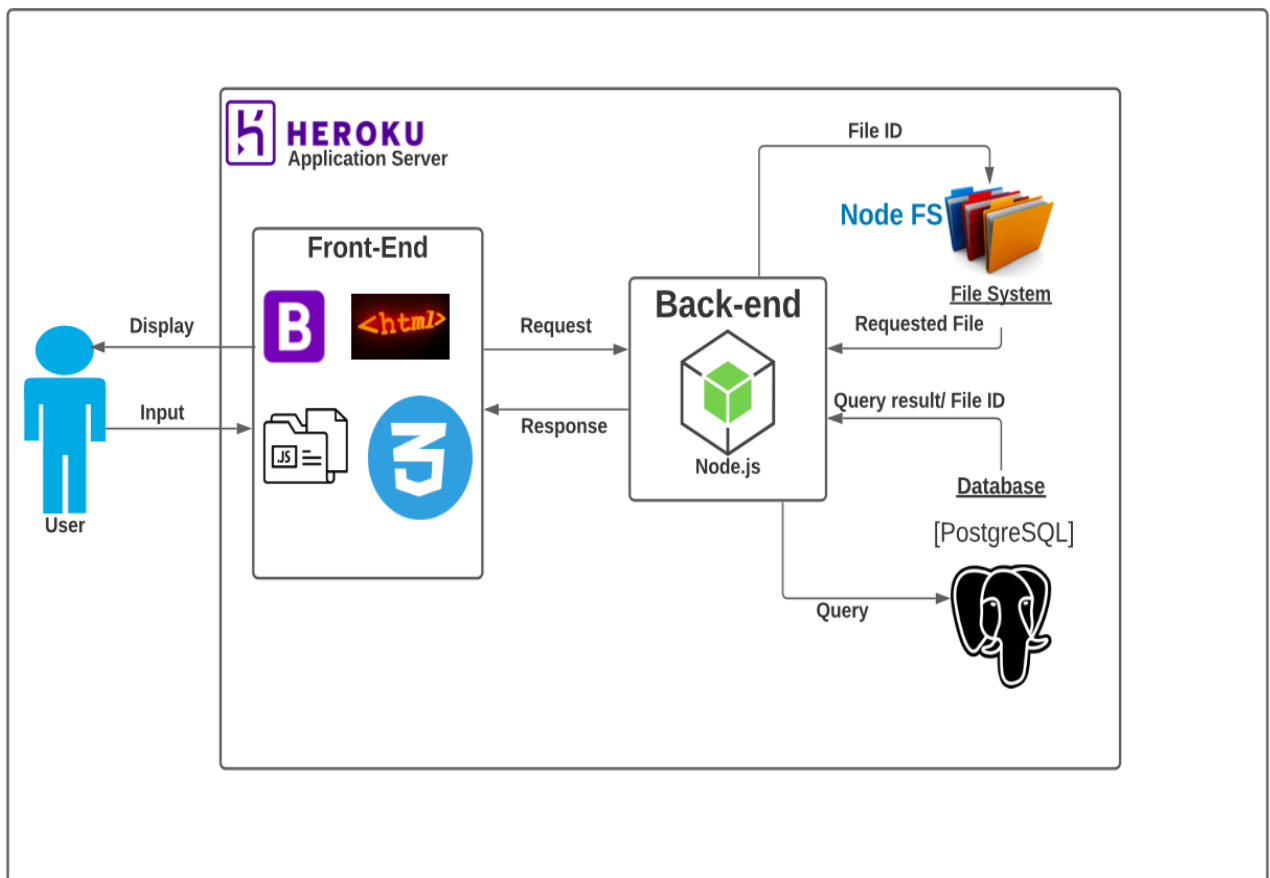 HEROKU
Application Server
File ID
Node FS
File System
Requested File
Front-End
B
<html>
JS
3
Display
Input
User
Request
Response
Back-end
Node.js
Query result/ File ID
Database
[PostgreSQL]
Query